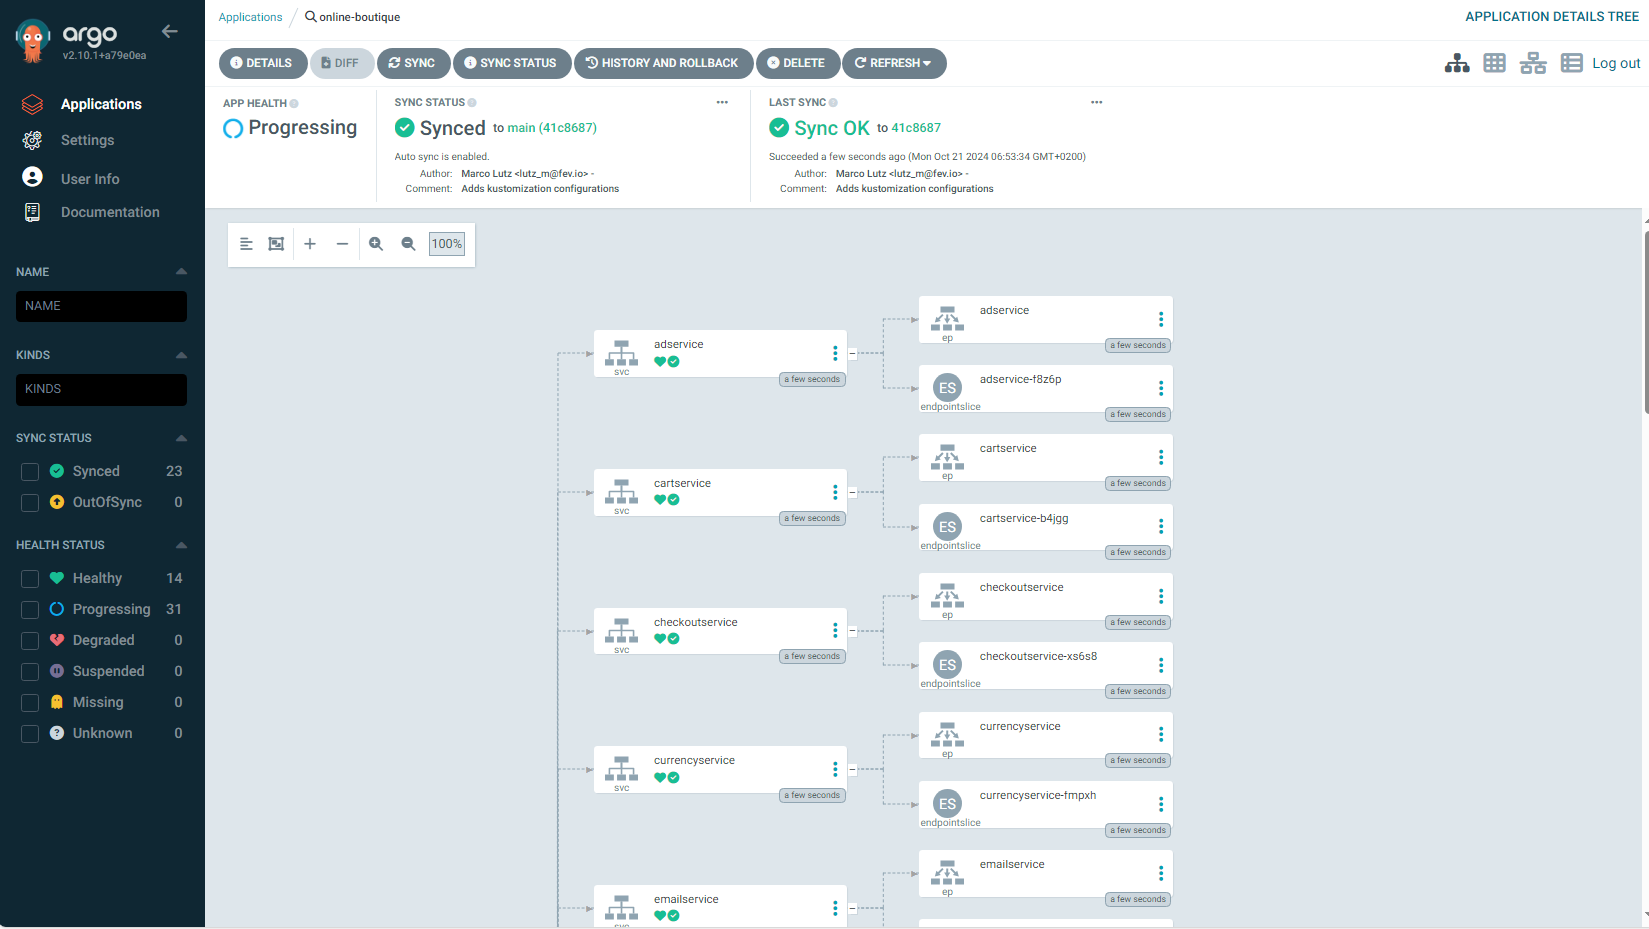 argo
v2.10.1+a79e0ea
Applications
Settings
User Info
Documentation
NAME
NAME
KINDS
KINDS
SYNC STATUS
Synced 23
OutOfSync 0
HEALTH STATUS
Healthy 14
Progressing 31
Degraded 0
Suspended 0
Missing 0
Unknown 0
Applications / online-boutique
APPLICATION DETAILS TREE
DETAILS DIFF SYNC SYNC STATUS HISTORY AND ROLLBACK DELETE REFRESH
Log out
APP HEALTH
Progressing
SYNC STATUS
Synced to main (41c8687)
Auto sync is enabled.
Author: Marco Lutz <lutz_m@fev.io> -
Comment: Adds kustomization configurations
LAST SYNC
Sync OK to 41c8687
Succeeded a few seconds ago (Mon Oct 21 2024 06:53:34 GMT+0200)
Author: Marco Lutz <lutz_m@fev.io> -
Comment: Adds kustomization configurations
100%
adservice
svc
a few seconds
adservice
ep
a few seconds
ES
adservice-f8z6p
endpointslice
a few seconds
cartservice
svc
a few seconds
cartservice
ep
a few seconds
ES
cartservice-b4jgg
endpointslice
a few seconds
checkoutservice
svc
a few seconds
checkoutservice
ep
a few seconds
ES
checkoutservice-xs6s8
endpointslice
a few seconds
currencyservice
svc
a few seconds
currencyservice
ep
a few seconds
ES
currencyservice-fmpxh
endpointslice
a few seconds
emailservice
svc
emailservice
ep
a few seconds